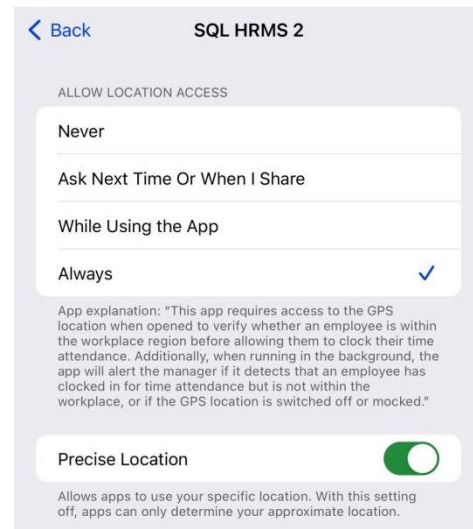 Back
SQL HRMS 2
ALLOW LOCATION ACCESS
Never
Ask Next Time Or When I Share
While Using the App
Always
App explanation: “This app requires access to the GPS
location when opened to verify whether an employee is within
the workplace region before allowing them to clock their time
attendance. Additionally, when running in the background, the
app will alert the manager if it detects that an employee has
clocked in for time attendance but is not within the
workplace, or if the GPS location is switched off or mocked.”
Precise Location
Allows apps to use your specific location. With this setting
off, apps can only determine your approximate location.